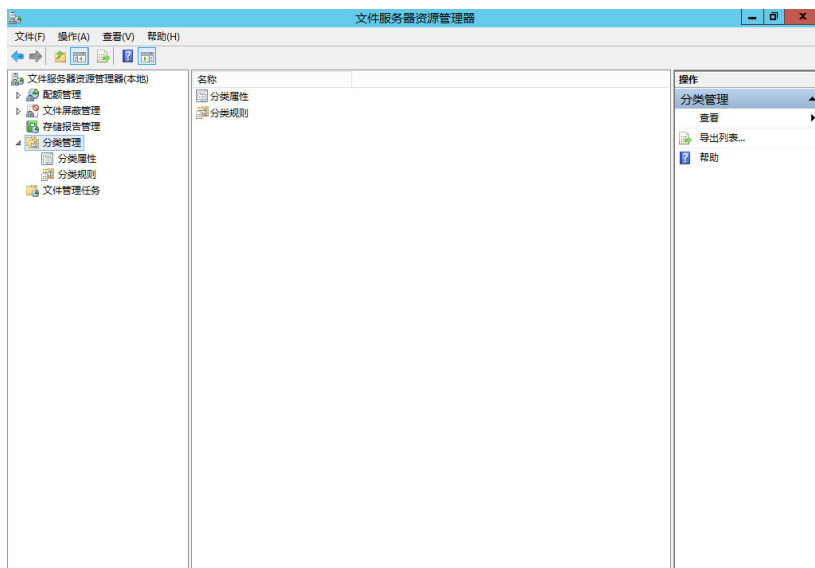 文件服务器资源管理器
文件(F) 操作(A) 查看(V) 帮助(H)
文件服务器资源管理器(本地)
配额管理
文件屏蔽管理
存储报告管理
分类管理
分类属性
分类规则
文件管理任务
名称
分类属性
分类规则
操作
分类管理
查看
导出列表...
帮助